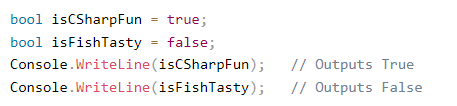 bool isCSharpFun = true;
bool isFishTasty = false;
Console.WriteLine(isCSharpFun);   // Outputs True
Console.WriteLine(isFishTasty);   // Outputs False